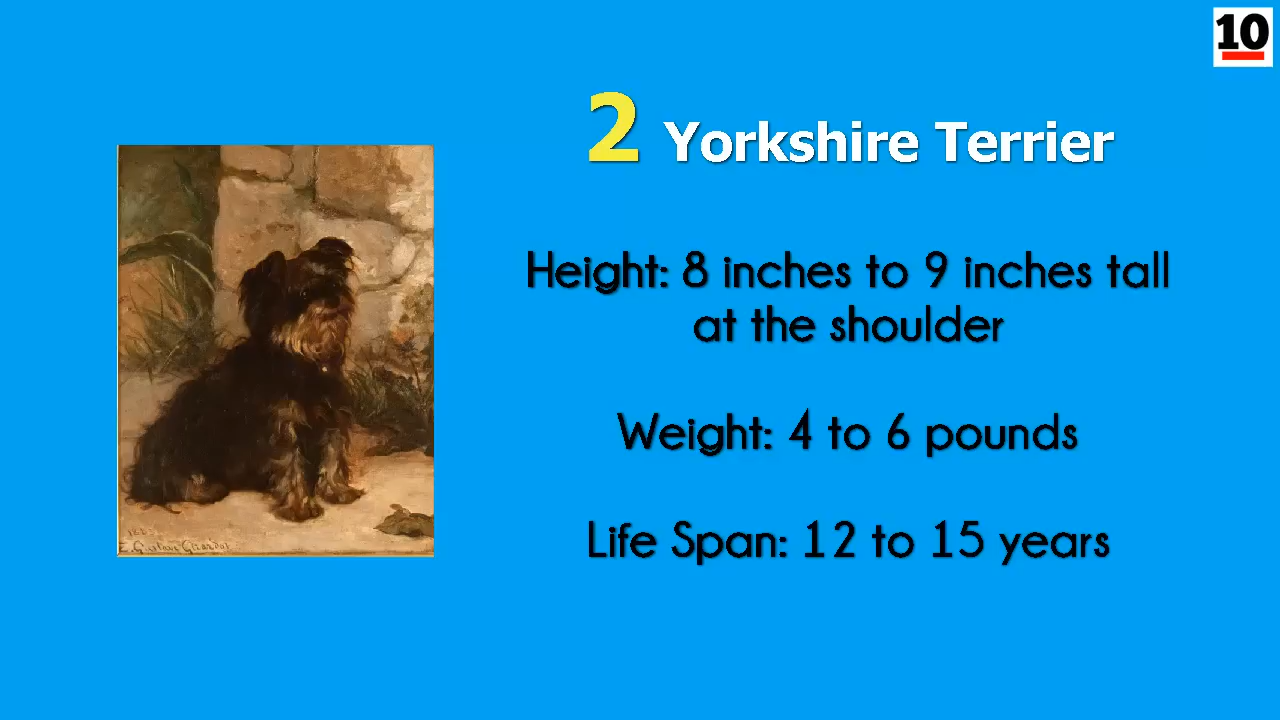 10
2 Yorkshire Terrier
Height: 8 inches to 9 inches tall
at the shoulder
Weight: 4 to 6 pounds
Life Span: 12 to 15 years